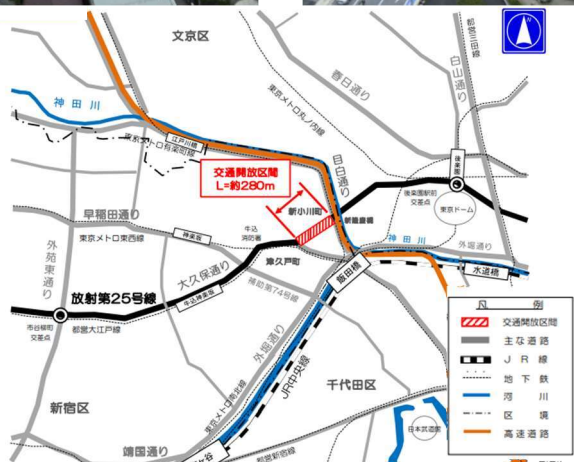 文京区
都営三田線
白山通り
春日通り
東京メトロ丸ノ内線
神田川
江戸川橋
東京メトロ有楽町線
目白通り
後楽園
交通開放区間
L=約280m
後楽園駅前
交差点
新小川町
新隆慶橋
東京ドーム
早稲田通り
東京メトロ東西線
神楽坂
牛込
消防署
神田川
外堀通り
外苑東通り
大久保通り
津久戸町
飯田橋
水道橋
放射第25号線
牛込神楽坂
補助第74号線
市谷柳町
交差点
都営大江戸線
外堀通り
JR中央線
千代田区
新宿区
東京メトロ南北線
日本武道館
靖国通り
都営新宿線
凡例
交通開放区間
主な道路
JR線
地下鉄
河川
区境
高速道路